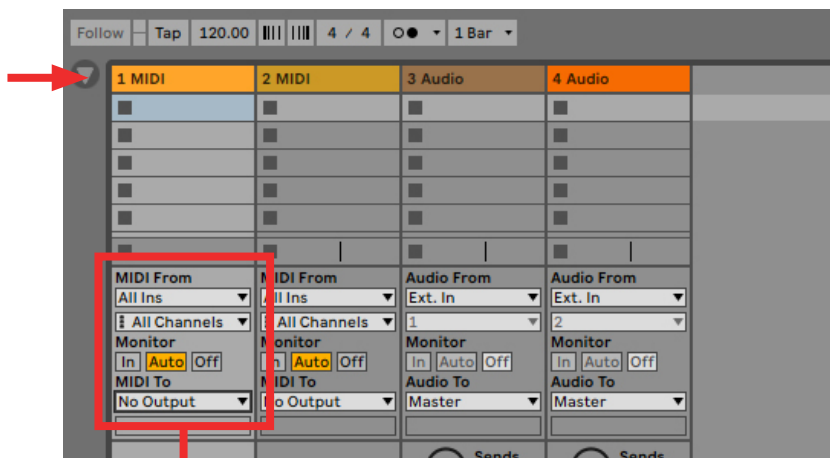 Follow Tap 120.00 4 / 4 1 Bar
1 MIDI 2 MIDI 3 Audio 4 Audio
MIDI From MIDI From Audio From Audio From
All Ins All Ins Ext. In Ext. In
All Channels All Channels 1 2
Monitor Monitor Monitor Monitor
In Auto Off In Auto Off In Auto Off In Auto Off
MIDI To MIDI To Audio To Audio To
No Output No Output Master Master
Sends Sends